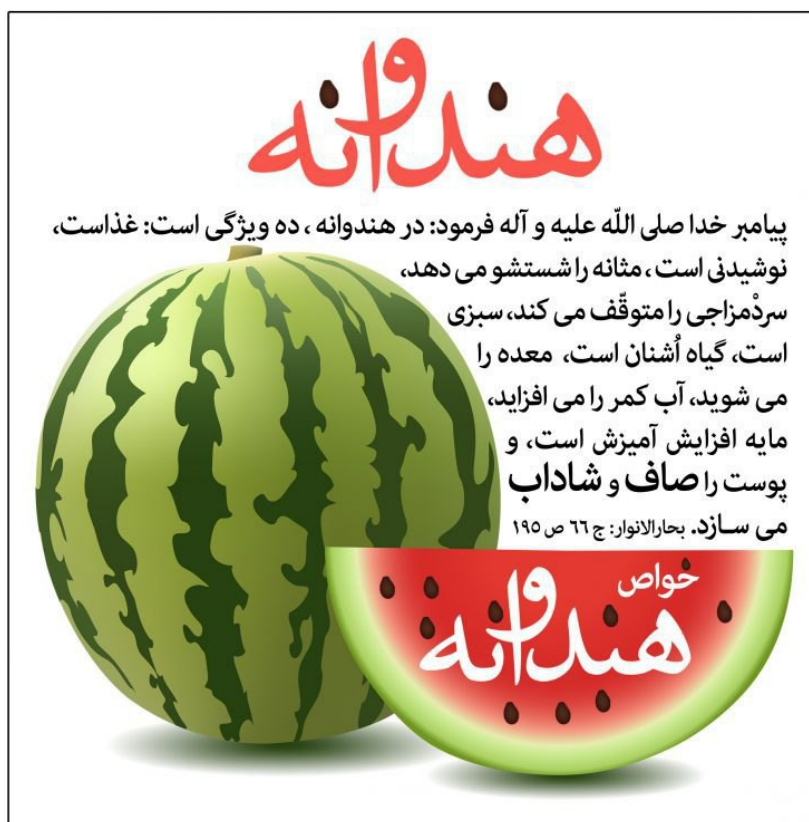 هندوانه
پیامبر خدا صلی اللّه علیه و آله فرمود: در هندوانه ، ده ویژگی است: غذاست،
نوشیدنی است ، مثانه را شستشو می دهد،
سردْمزاجی را متوقّف می کند، سبزی
است، گیاه اُشنان است، معده را
می شوید، آب کمر را می افزاید،
مایه افزایش آمیزش است، و
پوست را صاف و شاداب
می سـازد. بحارالانوار: ج ٦٦ ص ۱۹۵
خواص
هندوانه